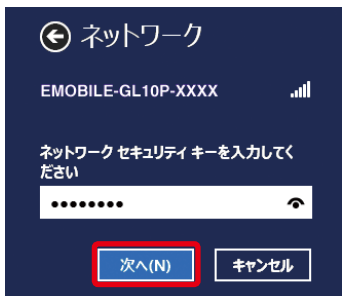 ネットワーク
EMOBILE-GL10P-XXXX
ネットワーク セキュリティ キーを入力してく
ださい
••••••••
次へ(N)
キャンセル